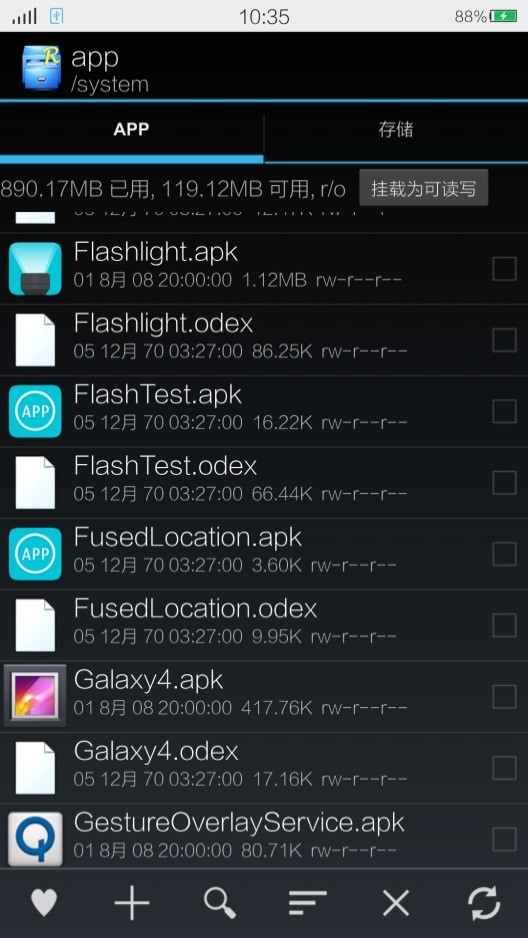 10:35
88%
app
/system
APP
存储
890.17MB 已用, 119.12MB 可用, r/o
挂载为可读写
Flashlight.apk
01 8月 08 20:00:00 1.12MB rw-r--r--
Flashlight.odex
05 12月 70 03:27:00 86.25K rw-r--r--
APP
FlashTest.apk
05 12月 70 03:27:00 16.22K rw-r--r--
FlashTest.odex
05 12月 70 03:27:00 66.44K rw-r--r--
APP
FusedLocation.apk
05 12月 70 03:27:00 3.60K rw-r--r--
FusedLocation.odex
05 12月 70 03:27:00 9.95K rw-r--r--
Galaxy4.apk
01 8月 08 20:00:00 417.76K rw-r--r--
Galaxy4.odex
05 12月 70 03:27:00 17.16K rw-r--r--
GestureOverlayService.apk
01 8月 08 20:00:00 80.71K rw-r--r--